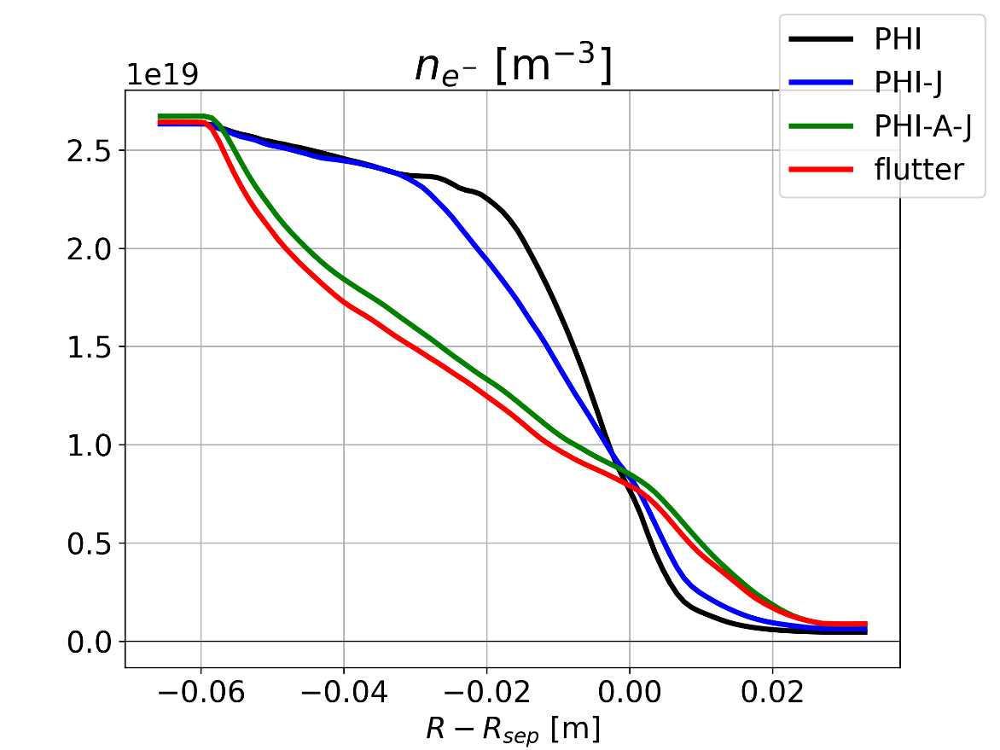 PHI
PHI-J
PHI-A-J
flutter
1e19
n_{e^-} [m^{-3}]
2.5
2.0
1.5
1.0
0.5
0.0
−0.06 −0.04 −0.02 0.00 0.02
R − R_{sep} [m]